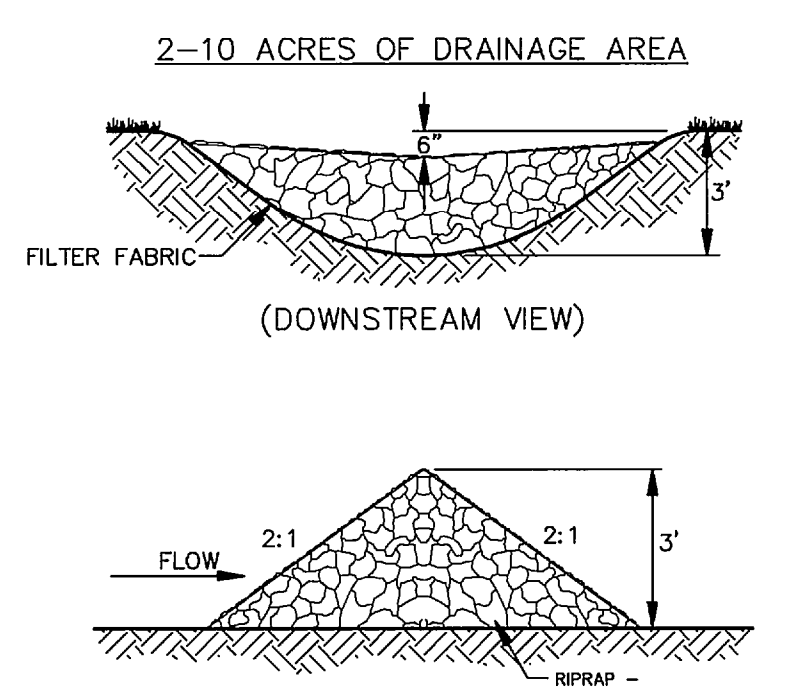 2-10 ACRES OF DRAINAGE AREA
6"
3'
FILTER FABRIC
(DOWNSTREAM VIEW)
2:1
2:1
3'
FLOW
RIPRAP -